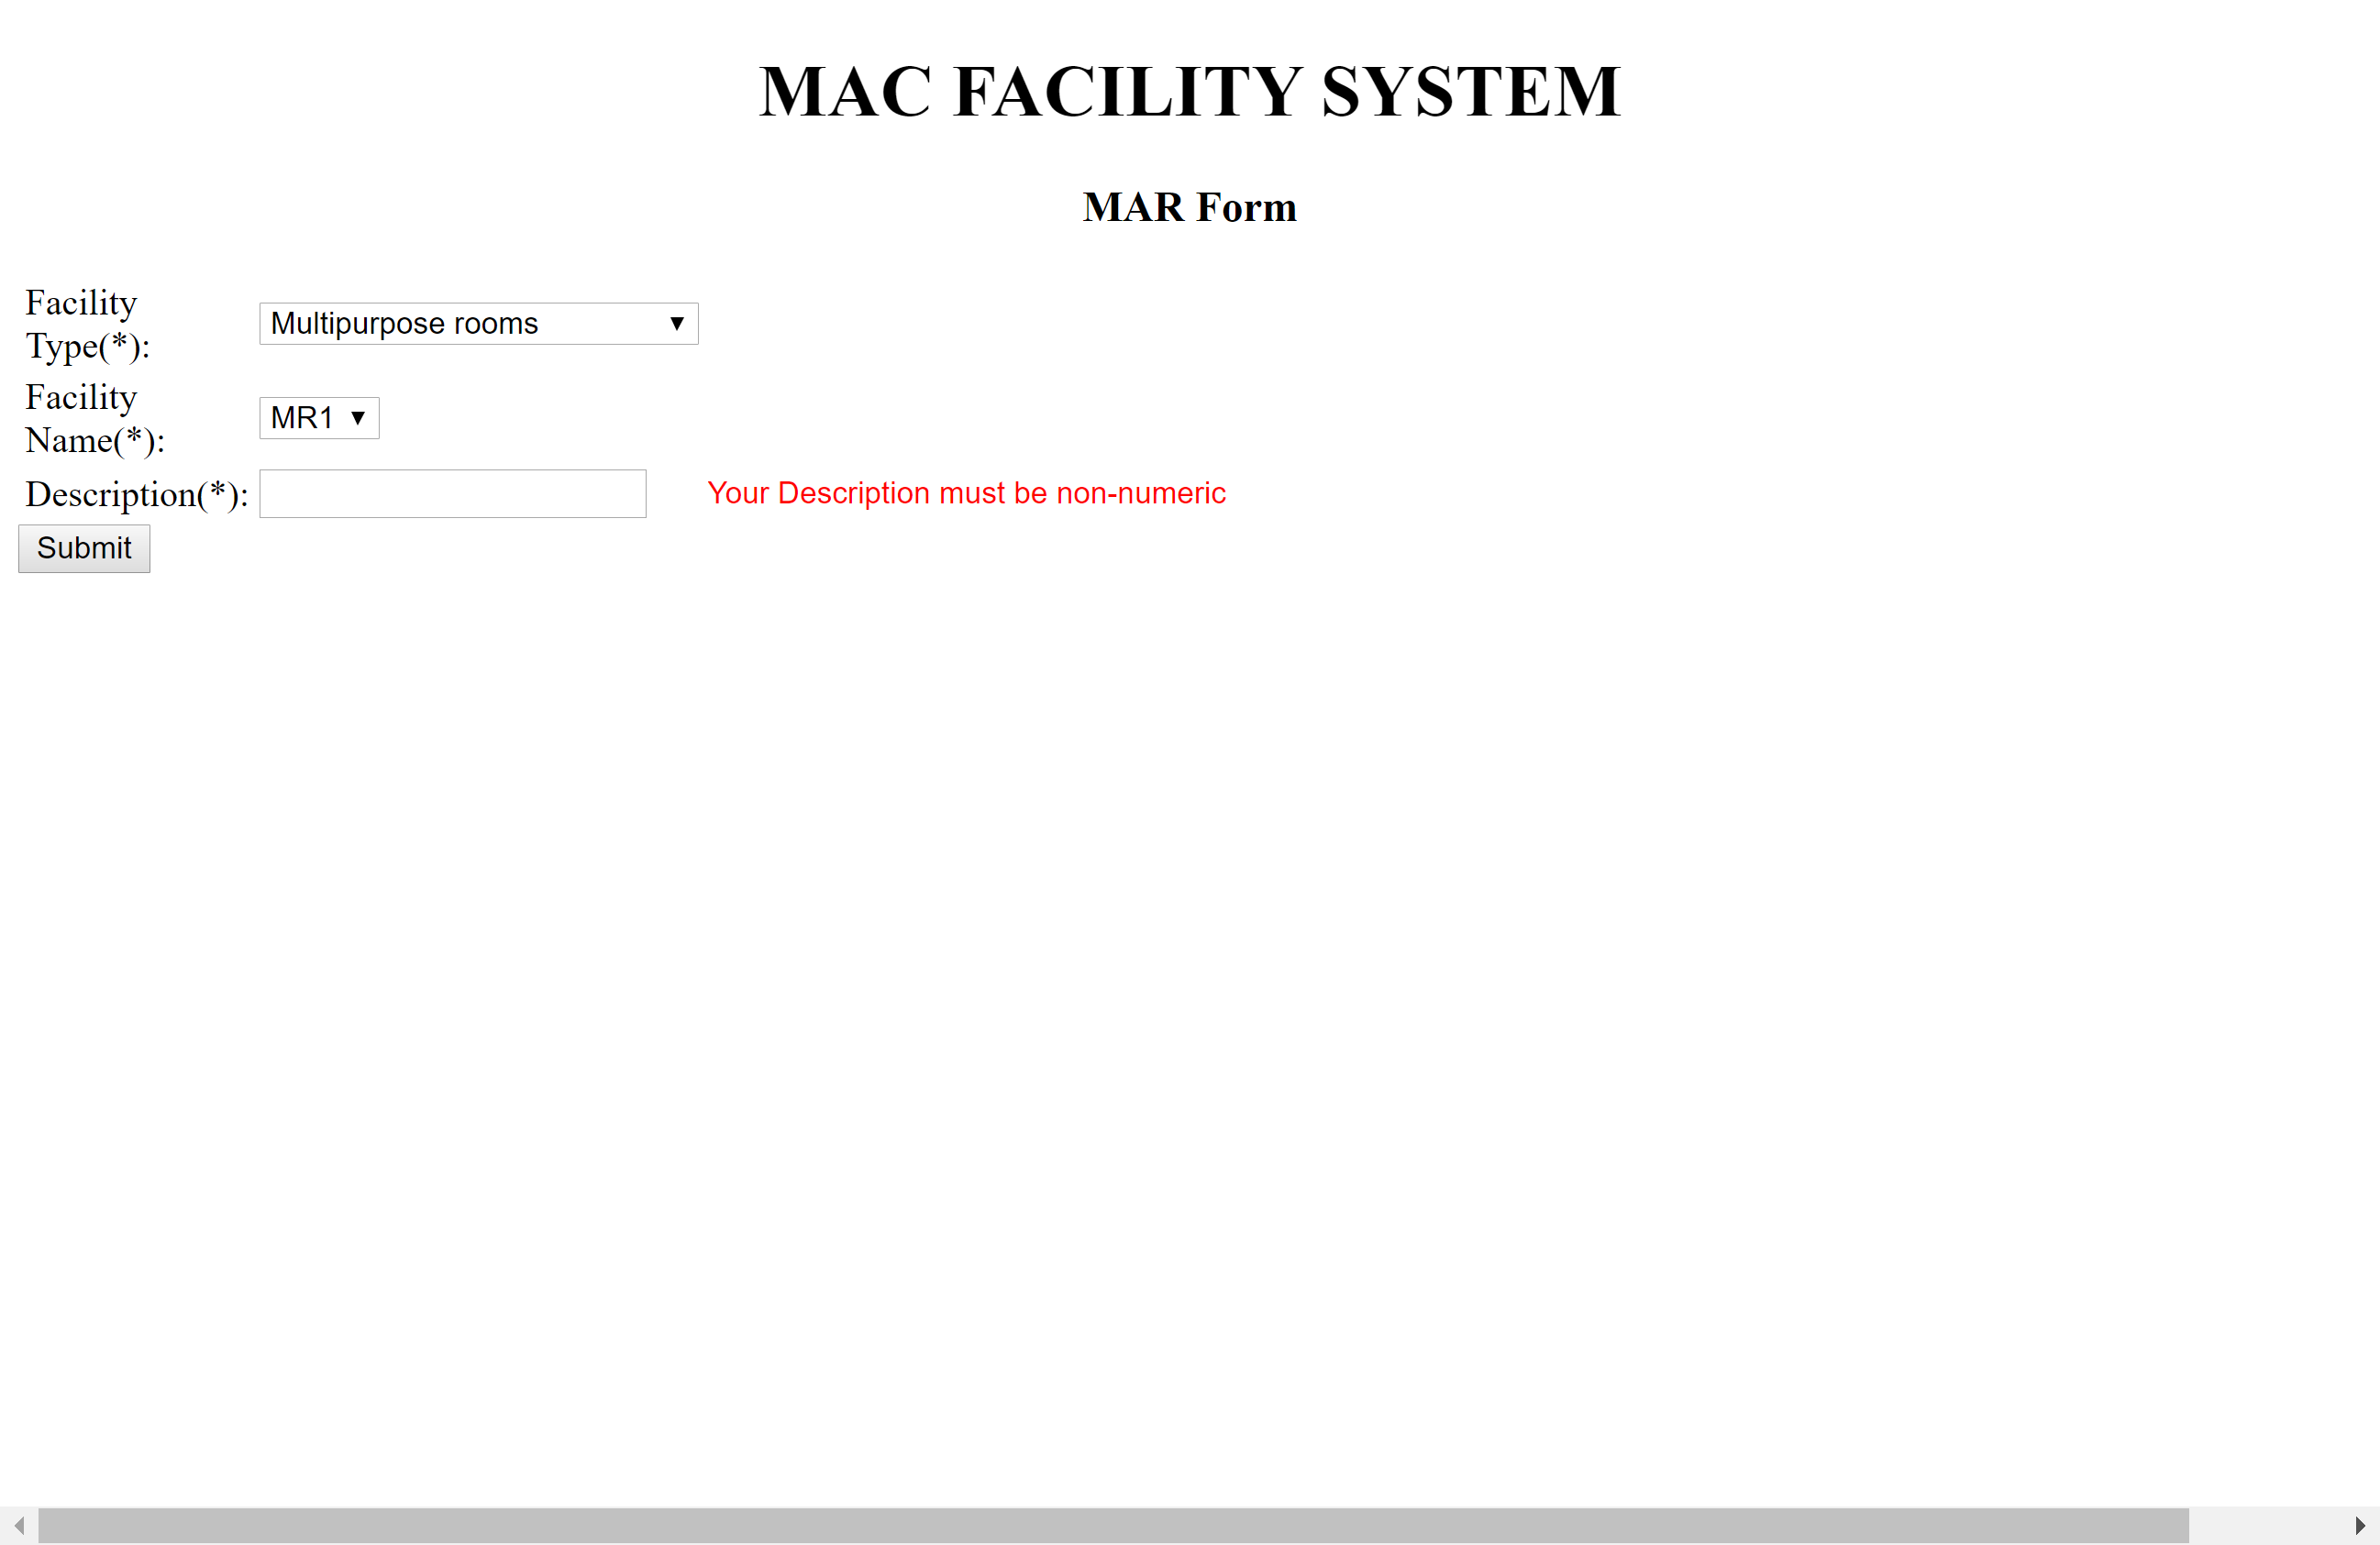 MAC FACILITY SYSTEM
MAR Form
Facility
Type(*):
Multipurpose rooms
Facility
Name(*):
MR1
Description(*): Your Description must be non-numeric
Submit